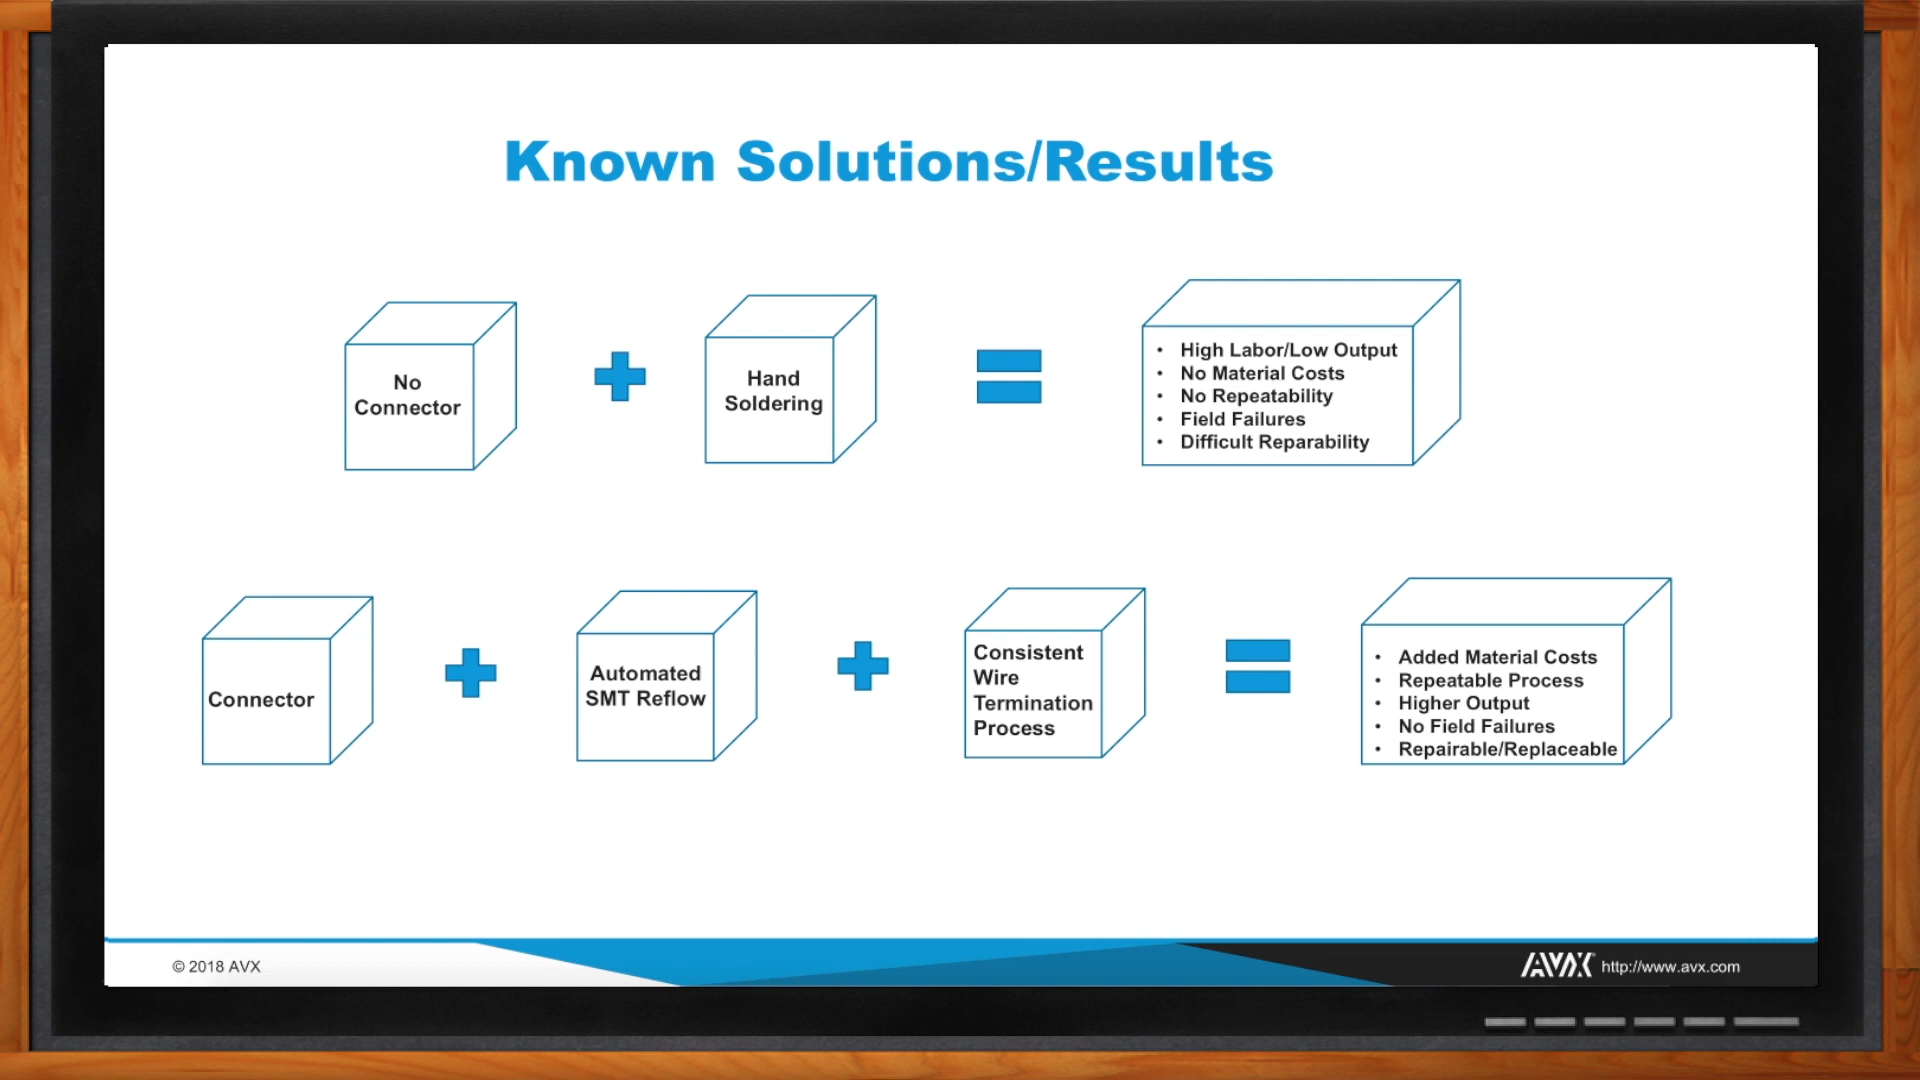 Known Solutions/Results
No
Connector
Hand
Soldering
• High Labor/Low Output
• No Material Costs
• No Repeatability
• Field Failures
• Difficult Reparability
Connector
Automated
SMT Reflow
Consistent
Wire
Termination
Process
• Added Material Costs
• Repeatable Process
• Higher Output
• No Field Failures
• Repairable/Replaceable
© 2018 AVX
AVX http://www.avx.com